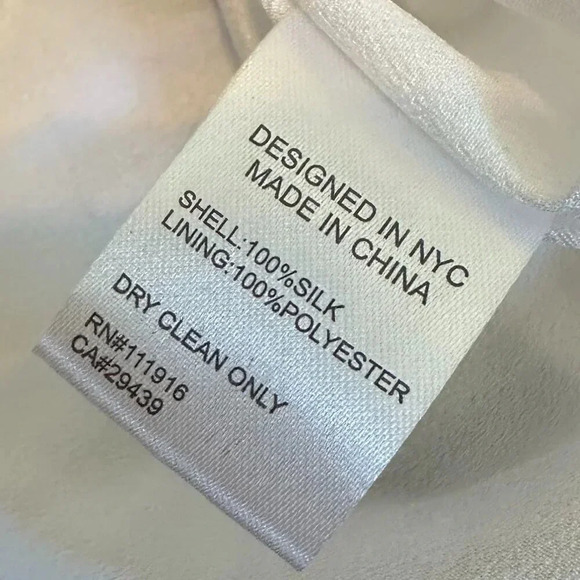 DESIGNED IN NYC
MADE IN CHINA
SHELL:100%SILK
LINING:100%POLYESTER
DRY CLEAN ONLY
RN#111916
CA#29439